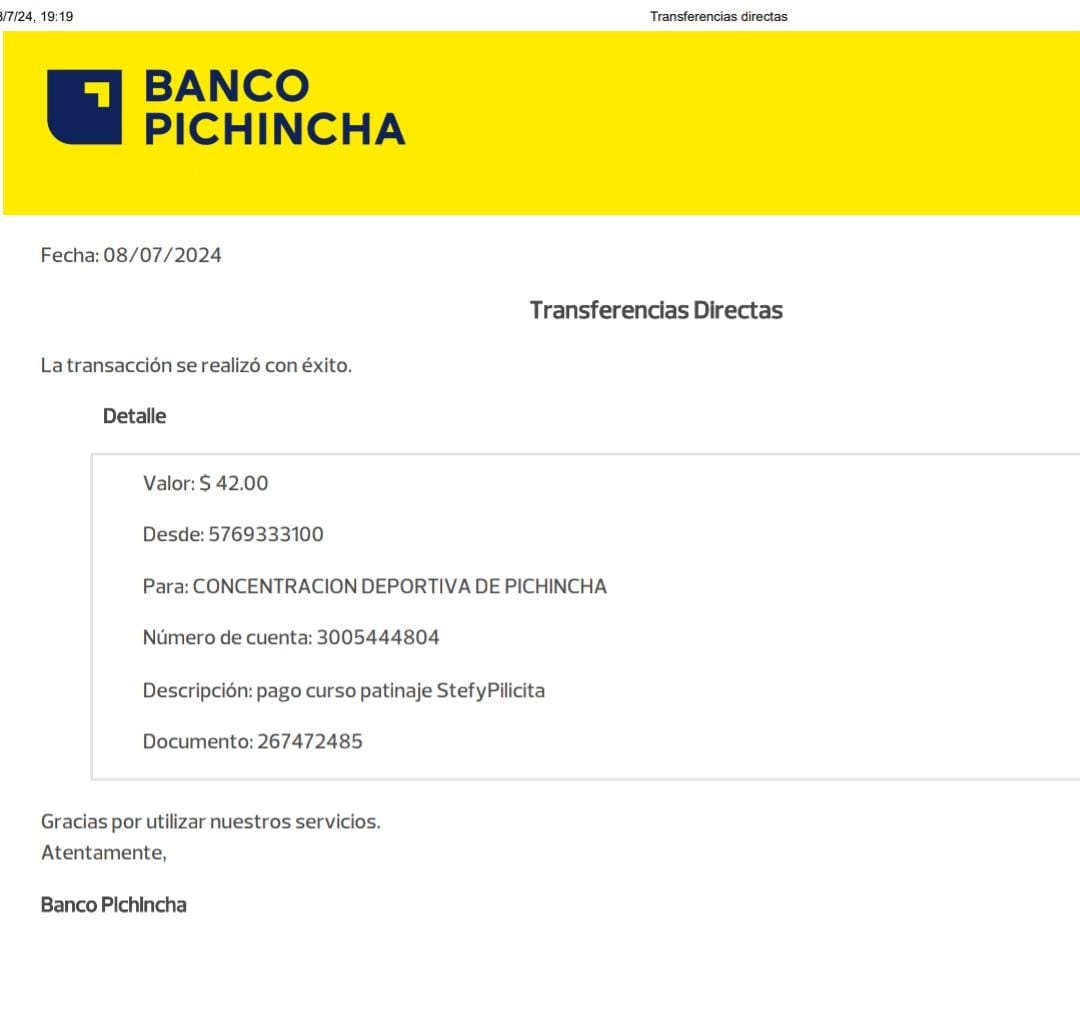 8/7/24, 19:19 Transferencias directas
BANCO
PICHINCHA
Fecha: 08/07/2024
Transferencias Directas
La transacción se realizó con éxito.
Detalle
Valor: $ 42.00
Desde: 5769333100
Para: CONCENTRACION DEPORTIVA DE PICHINCHA
Número de cuenta: 3005444804
Descripción: pago curso patinaje StefyPilicita
Documento: 267472485
Gracias por utilizar nuestros servicios.
Atentamente,
Banco Pichincha